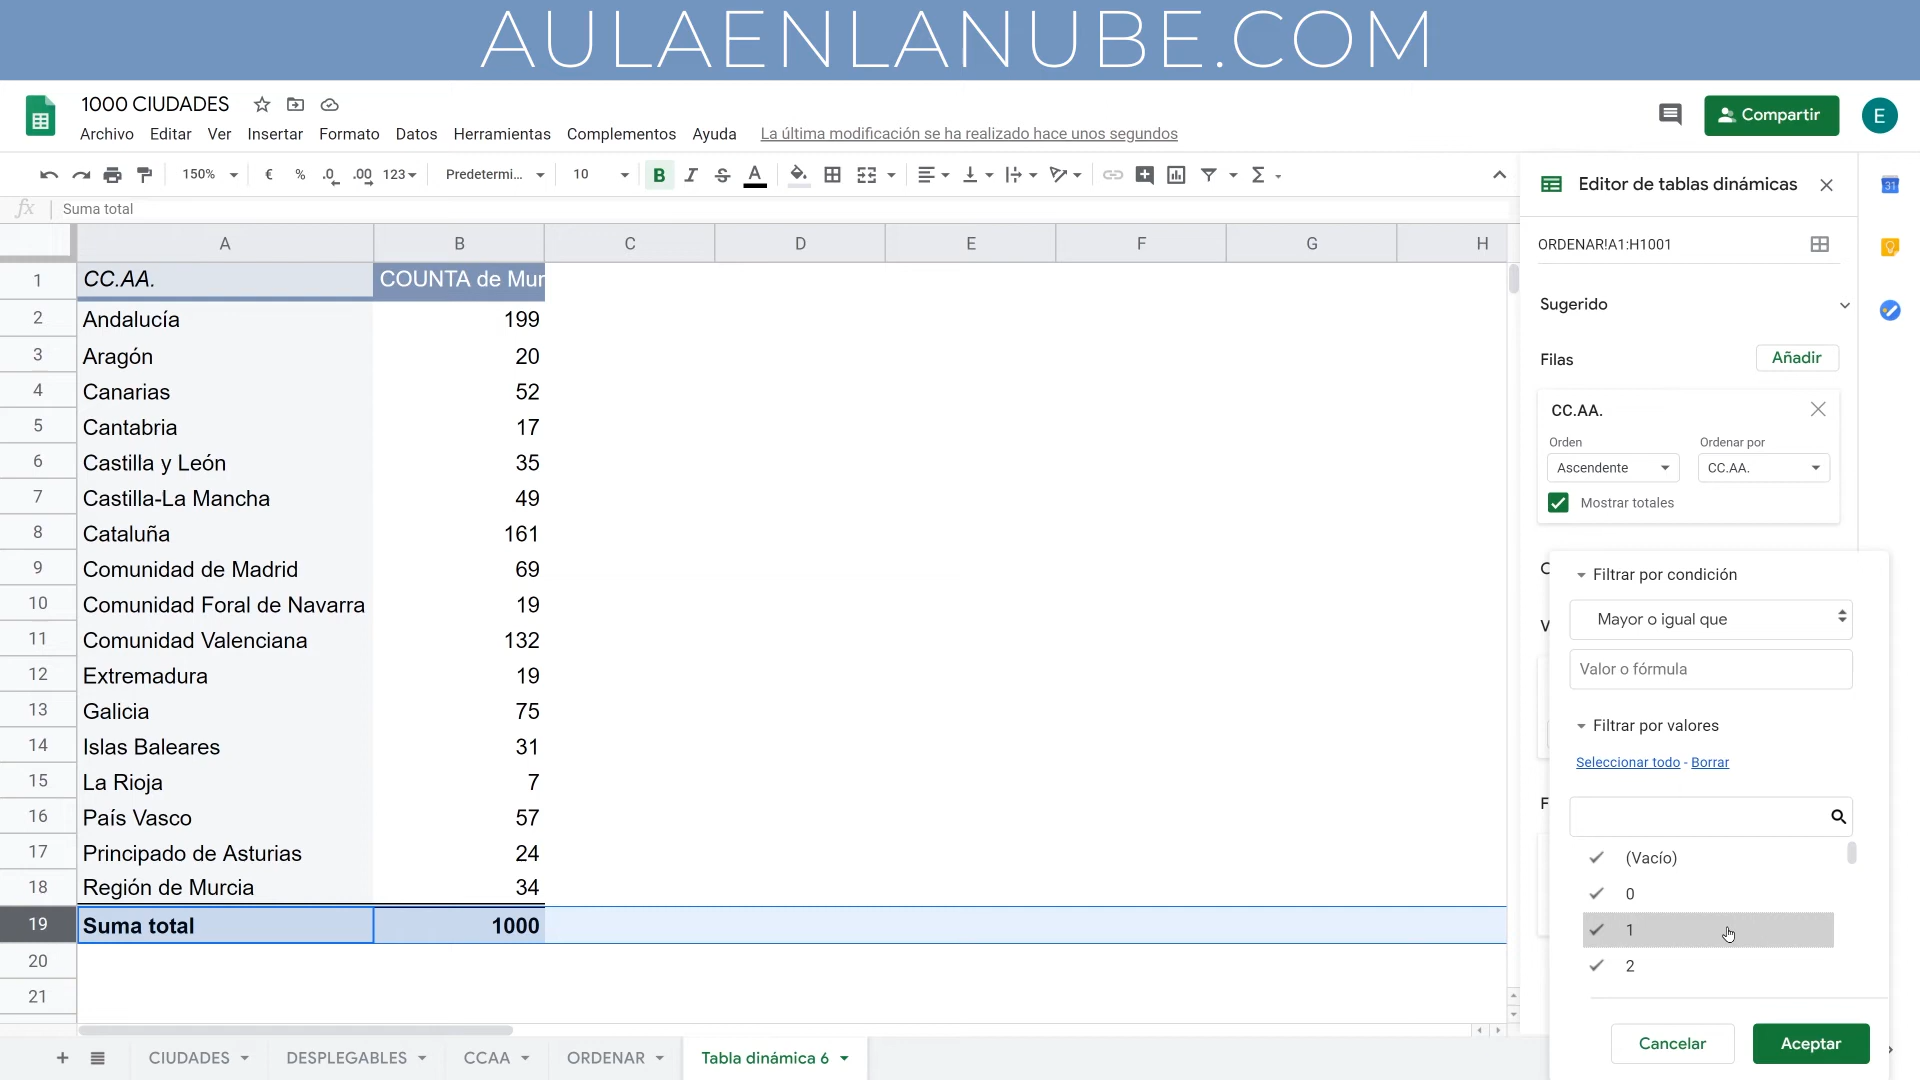 AULAENLANUBE.COM
1000 CIUDADES
Archivo Editar Ver Insertar Formato Datos Herramientas Complementos Ayuda La última modificación se ha realizado hace unos segundos
Compartir
E
150% € % .0 .00 123 Predetermi... 10 B I S A Σ
fx Suma total
A B C D E F G H
1 CC.AA. COUNTA de Mur
2 Andalucía 199
3 Aragón 20
4 Canarias 52
5 Cantabria 17
6 Castilla y León 35
7 Castilla-La Mancha 49
8 Cataluña 161
9 Comunidad de Madrid 69
10 Comunidad Foral de Navarra 19
11 Comunidad Valenciana 132
12 Extremadura 19
13 Galicia 75
14 Islas Baleares 31
15 La Rioja 7
16 País Vasco 57
17 Principado de Asturias 24
18 Región de Murcia 34
19 Suma total 1000
20
21
CIUDADES DESPLEGABLES CCAA ORDENAR Tabla dinámica 6
Editor de tablas dinámicas
31
ORDENAR!A1:H1001
Sugerido
Filas Añadir
CC.AA.
Orden Ordenar por
Ascendente CC.AA.
Mostrar totales
C
V
F
Filtrar por condición
Mayor o igual que
Valor o fórmula
Filtrar por valores
Seleccionar todo - Borrar
(Vacío)
0
1
2
Cancelar Aceptar